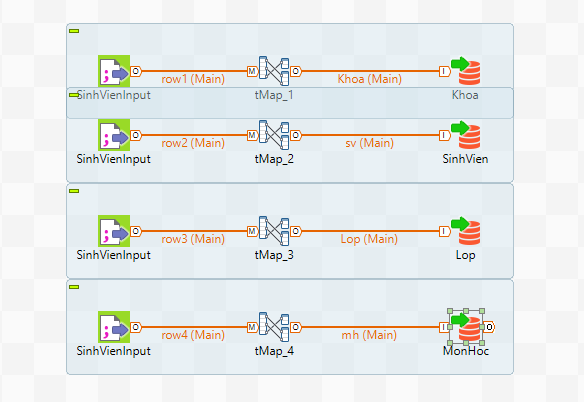 O row1 (Main) M O Khoa (Main) I
SinhVienInput tMap_1 Khoa
O row2 (Main) M O sv (Main) I
SinhVienInput tMap_2 SinhVien
O row3 (Main) M O Lop (Main) I
SinhVienInput tMap_3 Lop
O row4 (Main) M O mh (Main) I O
SinhVienInput tMap_4 MonHoc